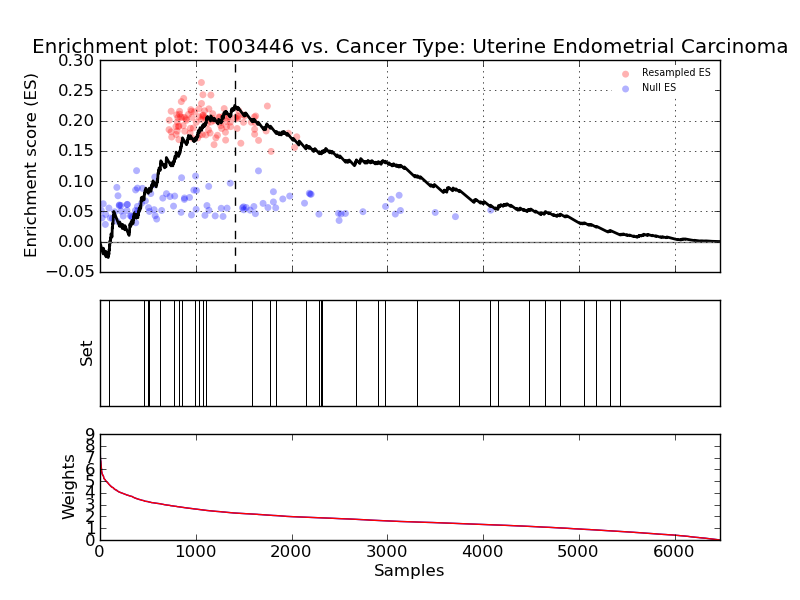 Enrichment plot: T003446 vs. Cancer Type: Uterine Endometrial Carcinoma
Enrichment score (ES)
0.30
0.25
0.20
0.15
0.10
0.05
0.00
−0.05
Resampled ES
Null ES
Set
Weights
9
8
7
6
5
4
3
2
1
0
0 1000 2000 3000 4000 5000 6000
Samples